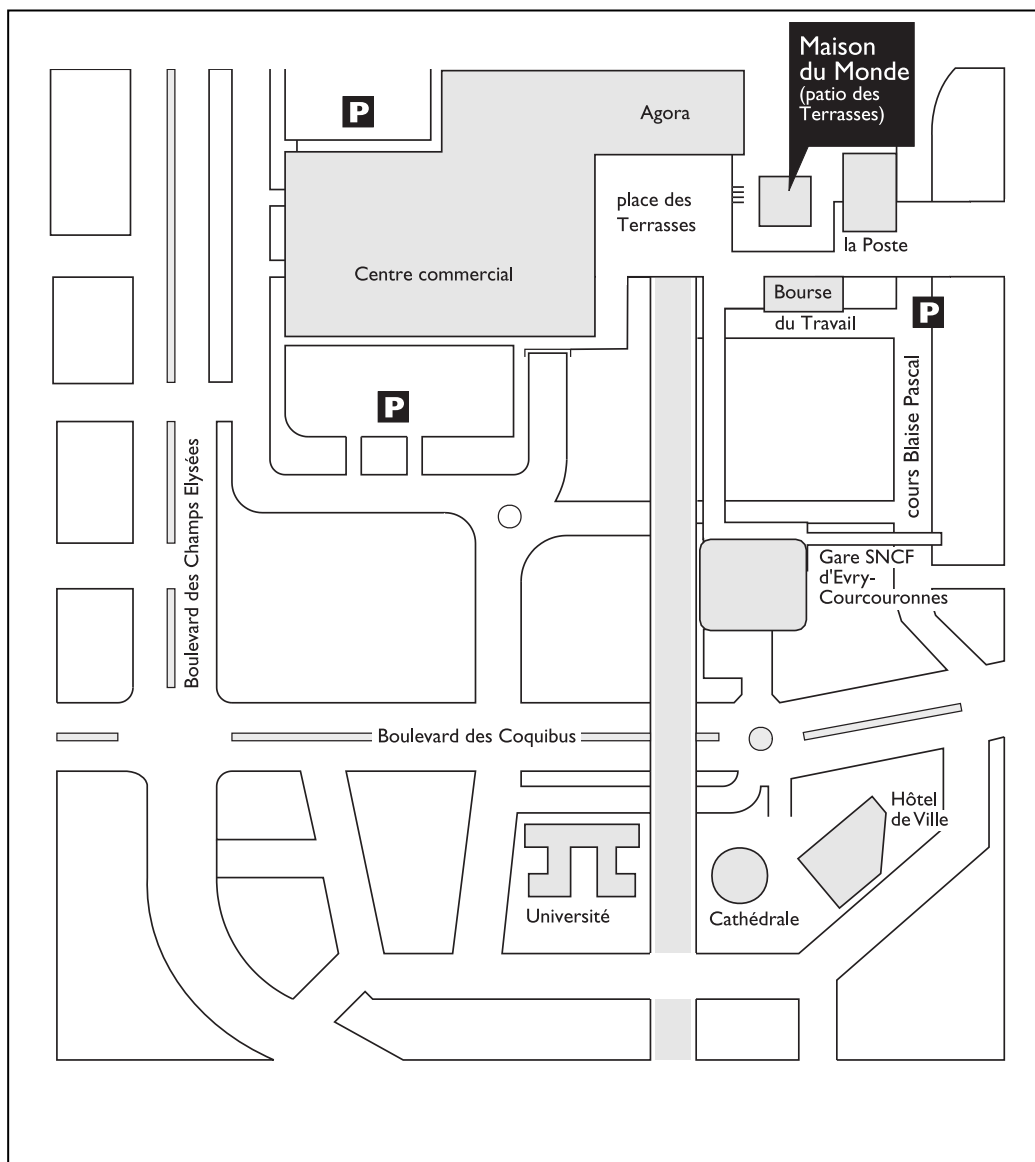 Maison
du Monde
(patio des
Terrasses)
P
Agora
place des
Terrasses
la Poste
Centre commercial
Bourse
du Travail
P
P
cours Blaise Pascal
Boulevard des Champs Elysées
Gare SNCF
d'Evry-
Courcouronnes
Boulevard des Coquibus
Hôtel
de Ville
Université
Cathédrale